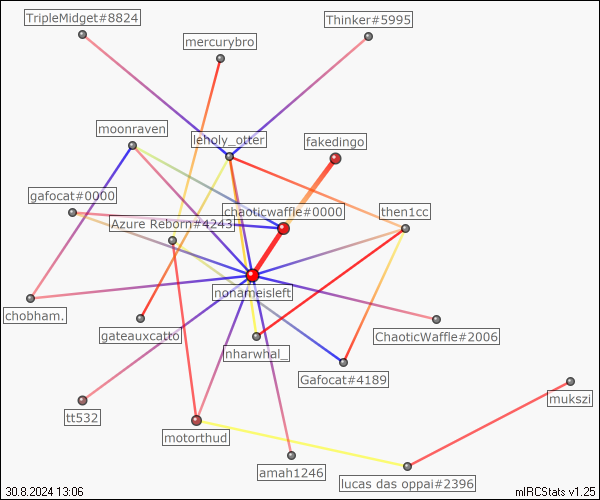 TripleMidget#8824
Thinker#5995
mercurybro
moonraven
leholy_otter
fakedingo
gafocat#0000
chaoticwaffle#0000
then1cc
Azure Reborn#4243
nonameisleft
chobham.
gateauxcatto
nharwhal_
ChaoticWaffle#2006
Gafocat#4189
mukszi
tt532
motorthud
amah1246
lucas das oppai#2396
30.8.2024 13:06
mIRCStats v1.25